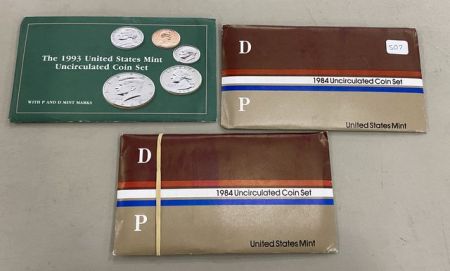 The 1993 United States Mint
Uncirculated Coin Set
WITH P AND D MINT MARKS
D
507
1984 Uncirculated Coin Set
P
United States Mint
D
1984 Uncirculated Coin Set
P
United States Mint